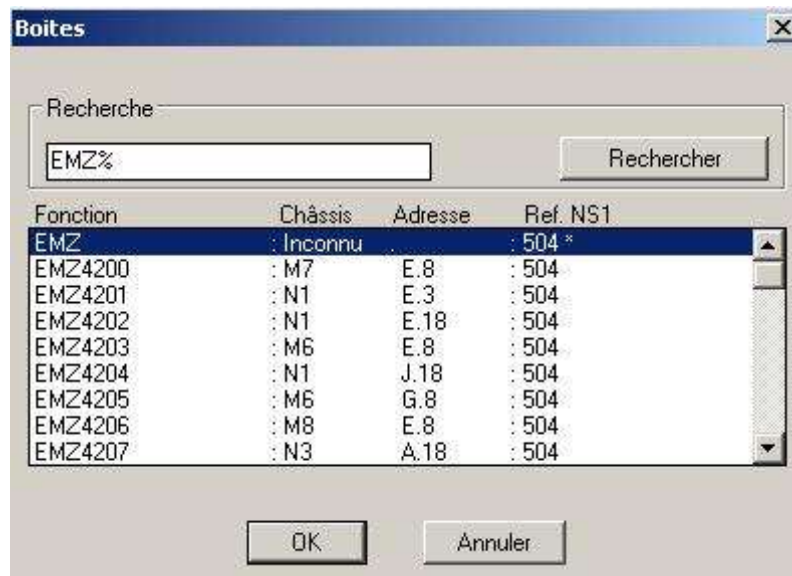 Boites
Recherche
EMZ% Rechercher
Fonction Châssis Adresse Ref. NS1
EMZ : Inconnu . : 504 *
EMZ4200 : M7 E.8 : 504
EMZ4201 : N1 E.3 : 504
EMZ4202 : N1 E.18 : 504
EMZ4203 : M6 E.8 : 504
EMZ4204 : N1 J.18 : 504
EMZ4205 : M6 G.8 : 504
EMZ4206 : M8 E.8 : 504
EMZ4207 : N3 A.18 : 504
OK Annuler